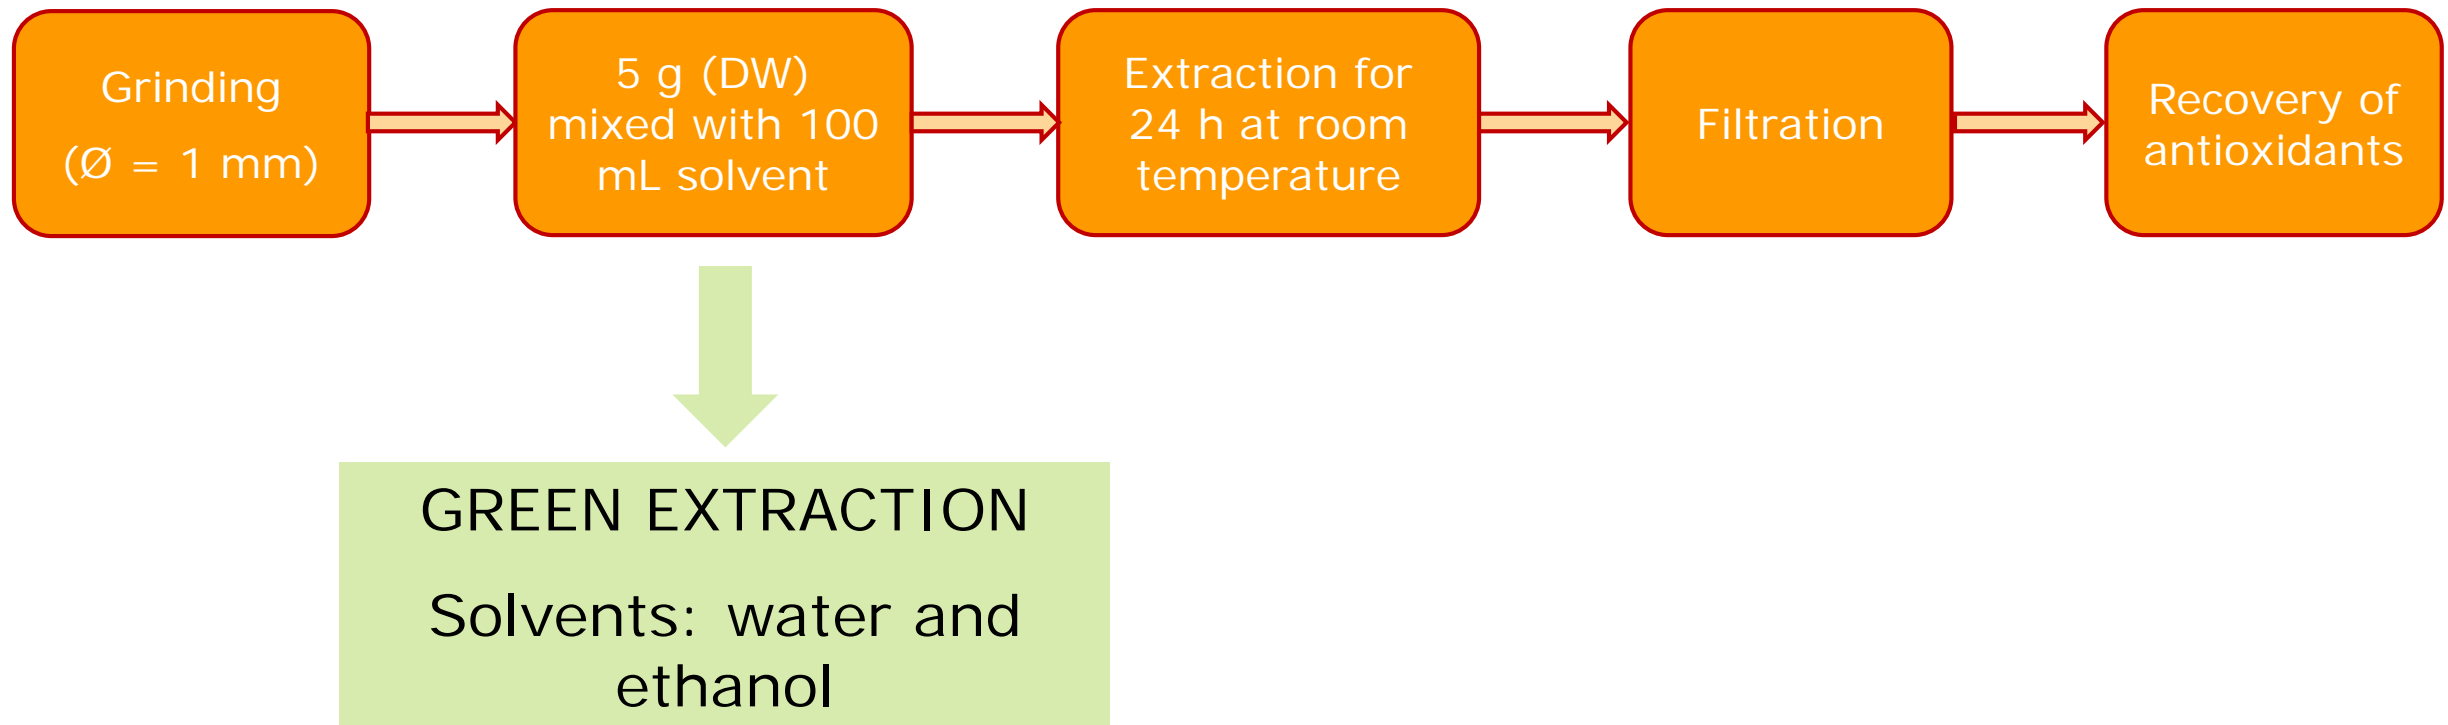 Grinding
(Ø = 1 mm)
5 g (DW)
mixed with 100
mL solvent
Extraction for
24 h at room
temperature
Filtration
Recovery of
antioxidants
GREEN EXTRACTION
Solvents: water and
ethanol